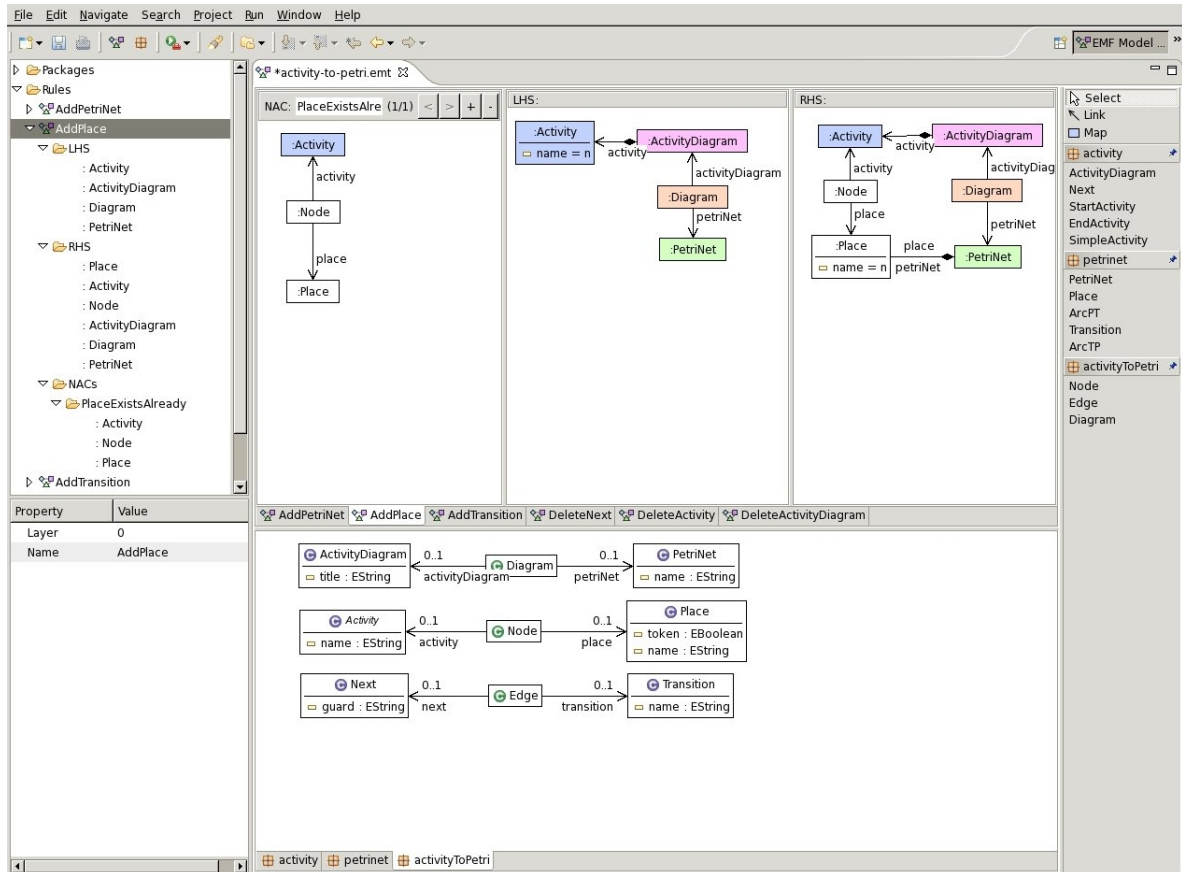 File Edit Navigate Search Project Run Window Help
EMF Model ... »
Packages
Rules
AddPetriNet
AddPlace
LHS
: Activity
: ActivityDiagram
: Diagram
: PetriNet
RHS
: Place
: Activity
: Node
: ActivityDiagram
: Diagram
: PetriNet
NACs
PlaceExistsAlready
: Activity
: Node
: Place
AddTransition
Property Value
Layer 0
Name AddPlace
*activity-to-petri.emt
NAC: PlaceExistsAlre (1/1) < > + -
:Activity
activity
:Node
place
:Place
LHS:
:Activity
name = n
activity
:ActivityDiagram
activityDiagram
:Diagram
petriNet
:PetriNet
RHS:
:Activity
activity
:ActivityDiagram
activity
activityDiag
:Node
:Diagram
place
petriNet
:Place
name = n
place
petriNet
:PetriNet
AddPetriNet AddPlace AddTransition DeleteNext DeleteActivity DeleteActivityDiagram
ActivityDiagram
title : EString
0..1
activityDiagram
Diagram
0..1
petriNet
PetriNet
name : EString
Activity
name : EString
0..1
activity
Node
0..1
place
Place
token : EBoolean
name : EString
Next
guard : EString
0..1
next
Edge
0..1
transition
Transition
name : EString
activity petrinet activityToPetri
Select
Link
Map
activity
ActivityDiagram
Next
StartActivity
EndActivity
SimpleActivity
petrinet
PetriNet
Place
ArcPT
Transition
ArcTP
activityToPetri
Node
Edge
Diagram